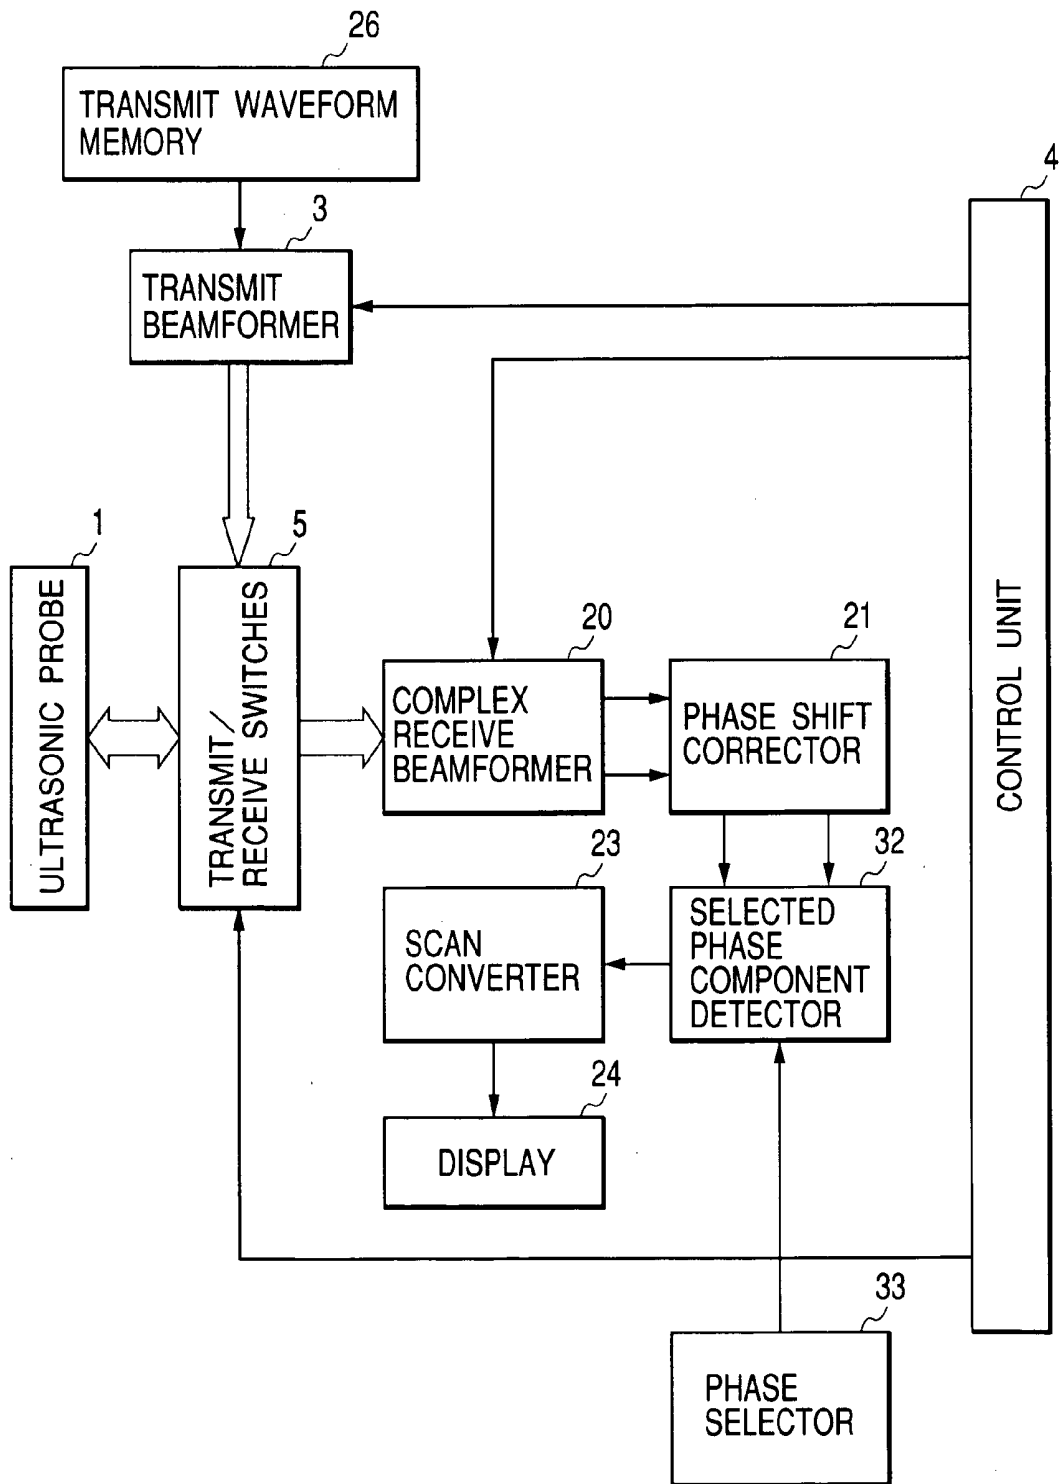 26
TRANSMIT WAVEFORM
MEMORY
4
3
TRANSMIT
BEAMFORMER
1
5
ULTRASONIC PROBE
TRANSMIT/
RECEIVE SWITCHES
20
21
COMPLEX
RECEIVE
BEAMFORMER
PHASE SHIFT
CORRECTOR
CONTROL UNIT
23
32
SCAN
CONVERTER
SELECTED
PHASE
COMPONENT
DETECTOR
24
DISPLAY
33
PHASE
SELECTOR